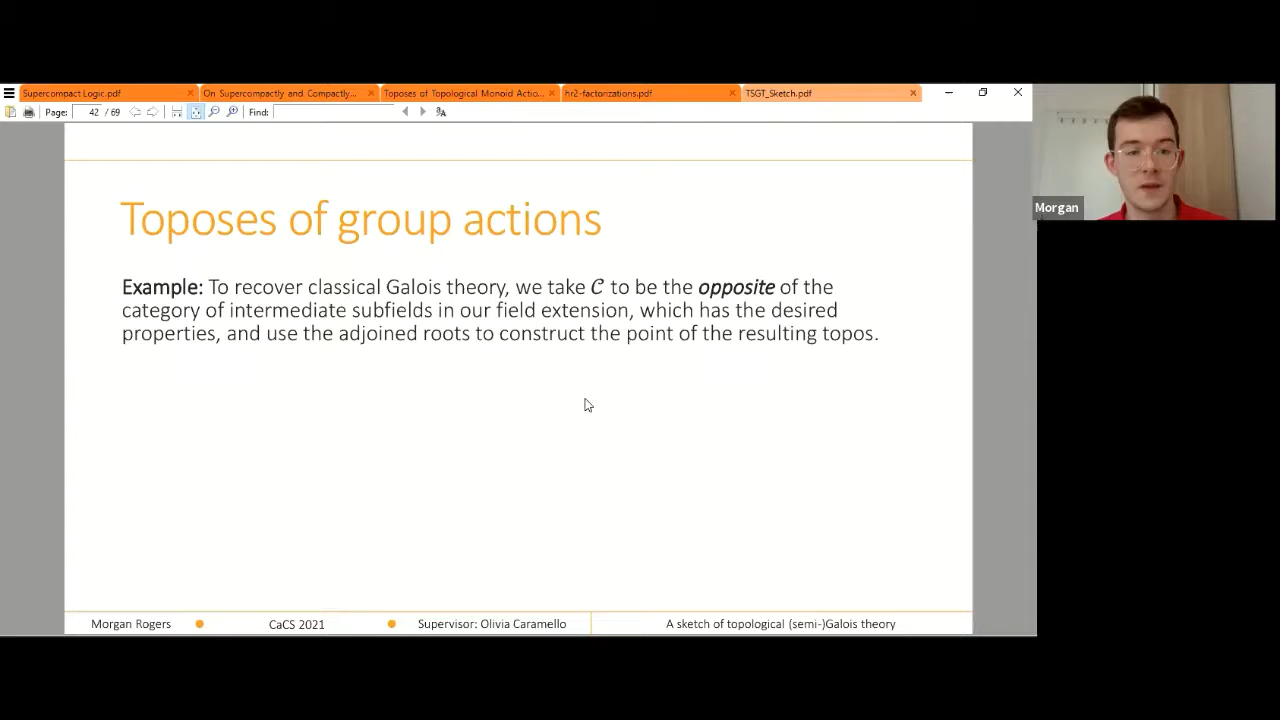 Supercompact Logic.pdf
On Supercompactly and Compactly...
Toposes of Topological Monoid Actio...
hr2-factorizations.pdf
TSGT_Sketch.pdf
Page: 42 / 69
Find:
Morgan
Toposes of group actions
Example: To recover classical Galois theory, we take 𝒞 to be the opposite of the
category of intermediate subfields in our field extension, which has the desired
properties, and use the adjoined roots to construct the point of the resulting topos.
Morgan Rogers CaCS 2021 Supervisor: Olivia Caramello A sketch of topological (semi-)Galois theory